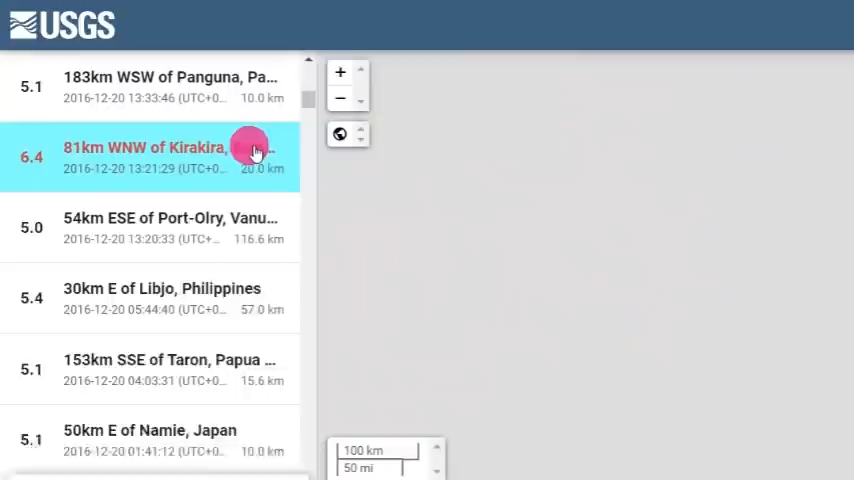 USGS
5.1
183km WSW of Panguna, Pa...
2016-12-20 13:33:46 (UTC+0... 10.0 km
6.4
81km WNW of Kirakira,
2016-12-20 13:21:29 (UTC+0... 20.0 km
5.0
54km ESE of Port-Olry, Vanu...
2016-12-20 13:20:33 (UTC+... 116.6 km
5.4
30km E of Libjo, Philippines
2016-12-20 05:44:40 (UTC+0... 57.0 km
5.1
153km SSE of Taron, Papua ...
2016-12-20 04:03:31 (UTC+0... 15.6 km
5.1
50km E of Namie, Japan
2016-12-20 01:41:12 (UTC+0... 10.0 km
+
−
100 km
50 mi